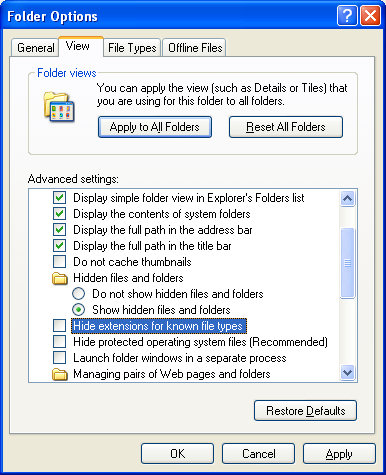 Folder Options
General
View
File Types
Offline Files
Folder views
You can apply the view (such as Details or Tiles) that
you are using for this folder to all folders.
Apply to All Folders
Reset All Folders
Advanced settings:
Display simple folder view in Explorer's Folders list
Display the contents of system folders
Display the full path in the address bar
Display the full path in the title bar
Do not cache thumbnails
Hidden files and folders
Do not show hidden files and folders
Show hidden files and folders
Hide extensions for known file types
Hide protected operating system files (Recommended)
Launch folder windows in a separate process
Managing pairs of Web pages and folders
Restore Defaults
OK
Cancel
Apply